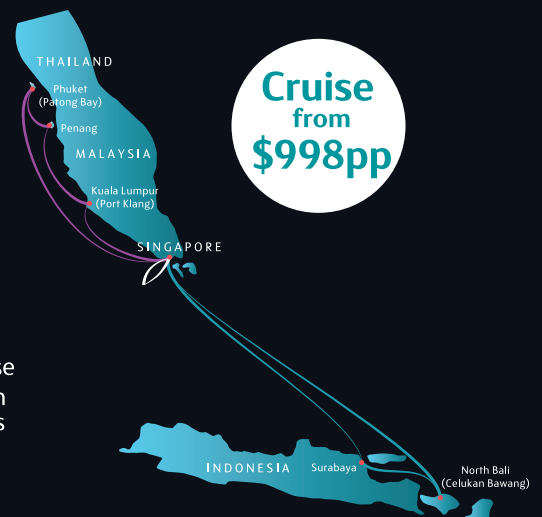 THAILAND
Phuket
(Patong Bay)
Penang
MALAYSIA
Kuala Lumpur
(Port Klang)
SINGAPORE
Cruise
from
$998pp
INDONESIA
Surabaya
North Bali
(Celukan Bawang)